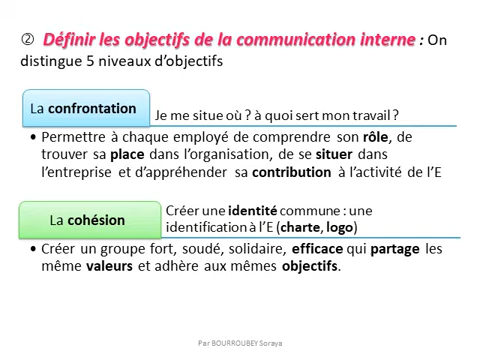 ② Définir les objectifs de la communication interne : On
distingue 5 niveaux d’objectifs
La confrontation
Je me situe où ? à quoi sert mon travail ?
• Permettre à chaque employé de comprendre son rôle, de
trouver sa place dans l’organisation, de se situer dans
l’entreprise et d’appréhender sa contribution à l’activité de l’E
La cohésion
Créer une identité commune : une
identification à l’E (charte, logo)
• Créer un groupe fort, soudé, solidaire, efficace qui partage les
même valeurs et adhère aux mêmes objectifs.
Par BOURROUBEY Soraya